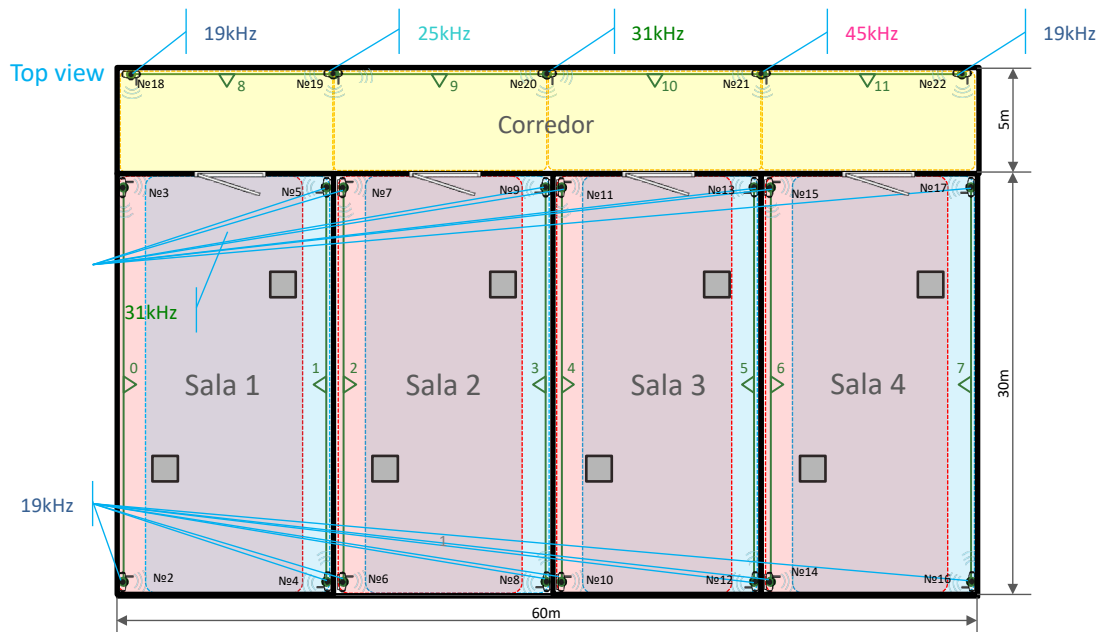 19kHz
25kHz
31kHz
45kHz
19kHz
Top view
№18
8
№19
9
№20
10
№21
11
№22
Corredor
5m
№3
№5
№7
№9
№11
№13
№15
№17
31kHz
0
1
2
3
4
5
6
7
Sala 1
Sala 2
Sala 3
Sala 4
30m
19kHz
1
№2
№4
№6
№8
№10
№12
№14
№16
60m